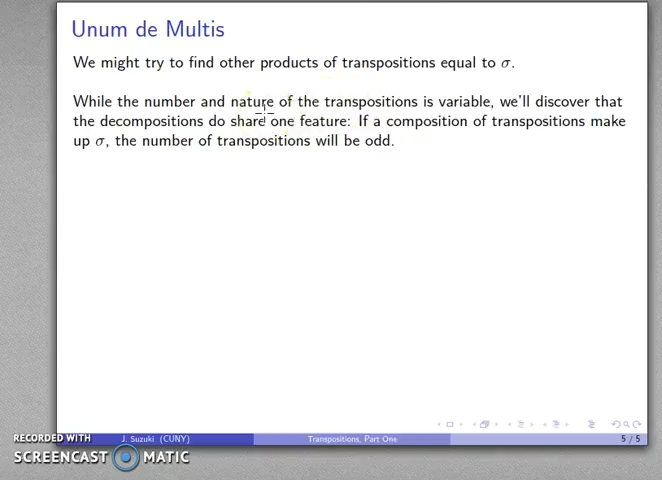 Unum de Multis
We might try to find other products of transpositions equal to σ.
While the number and nature of the transpositions is variable, we'll discover that
the decompositions do share one feature: If a composition of transpositions make
up σ, the number of transpositions will be odd.
RECORDED WITH
SCREENCAST MATIC
J. Suzuki (CUNY)
Transpositions, Part One
5 / 5